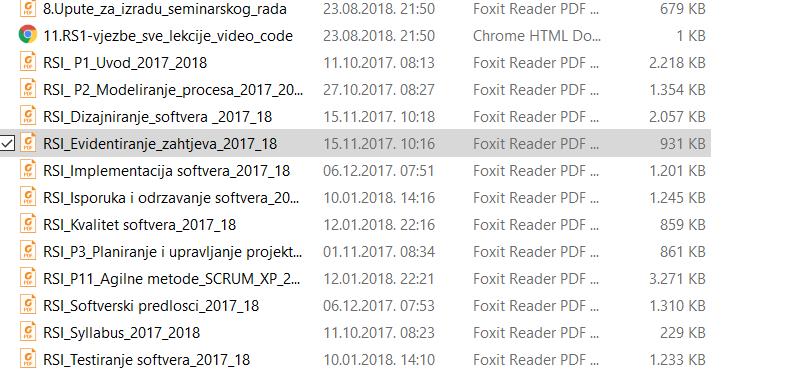 8.Upute_za_izradu_seminarskog_rada 23.08.2018. 21:50 Foxit Reader PDF ... 679 KB
11.RS1-vjezbe_sve_lekcije_video_code 23.08.2018. 21:50 Chrome HTML Do... 1 KB
RSI_ P1_Uvod_2017_2018 11.10.2017. 08:13 Foxit Reader PDF ... 2.218 KB
RSI_ P2_Modeliranje_procesa_2017_20... 27.10.2017. 08:27 Foxit Reader PDF ... 1.354 KB
RSI_Dizajniranje_softvera _2017_18 15.11.2017. 10:18 Foxit Reader PDF ... 2.057 KB
RSI_Evidentiranje_zahtjeva_2017_18 15.11.2017. 10:16 Foxit Reader PDF ... 931 KB
RSI_Implementacija softvera_2017_18 06.12.2017. 07:51 Foxit Reader PDF ... 1.201 KB
RSI_Isporuka i odrzavanje softvera_20... 10.01.2018. 14:16 Foxit Reader PDF ... 1.245 KB
RSI_Kvalitet softvera_2017_18 12.01.2018. 22:16 Foxit Reader PDF ... 859 KB
RSI_P3_Planiranje i upravljanje projekt... 01.11.2017. 08:34 Foxit Reader PDF ... 861 KB
RSI_P11_Agilne metode_SCRUM_XP_2... 12.01.2018. 22:21 Foxit Reader PDF ... 3.271 KB
RSI_Softverski predlosci_2017_18 06.12.2017. 07:53 Foxit Reader PDF ... 1.310 KB
RSI_Syllabus_2017_2018 11.10.2017. 08:23 Foxit Reader PDF ... 229 KB
RSI_Testiranje softvera_2017_18 10.01.2018. 14:10 Foxit Reader PDF ... 1.233 KB